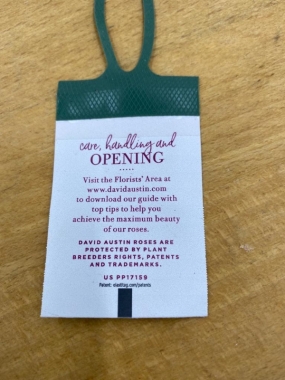 care, handling and
OPENING
Visit the Florists' Area at
www.davidaustin.com
to download our guide with
top tips to help you
achieve the maximum beauty
of our roses.
DAVID AUSTIN ROSES ARE
PROTECTED BY PLANT
BREEDERS RIGHTS, PATENTS
AND TRADEMARKS.
US PP17159
Patent: